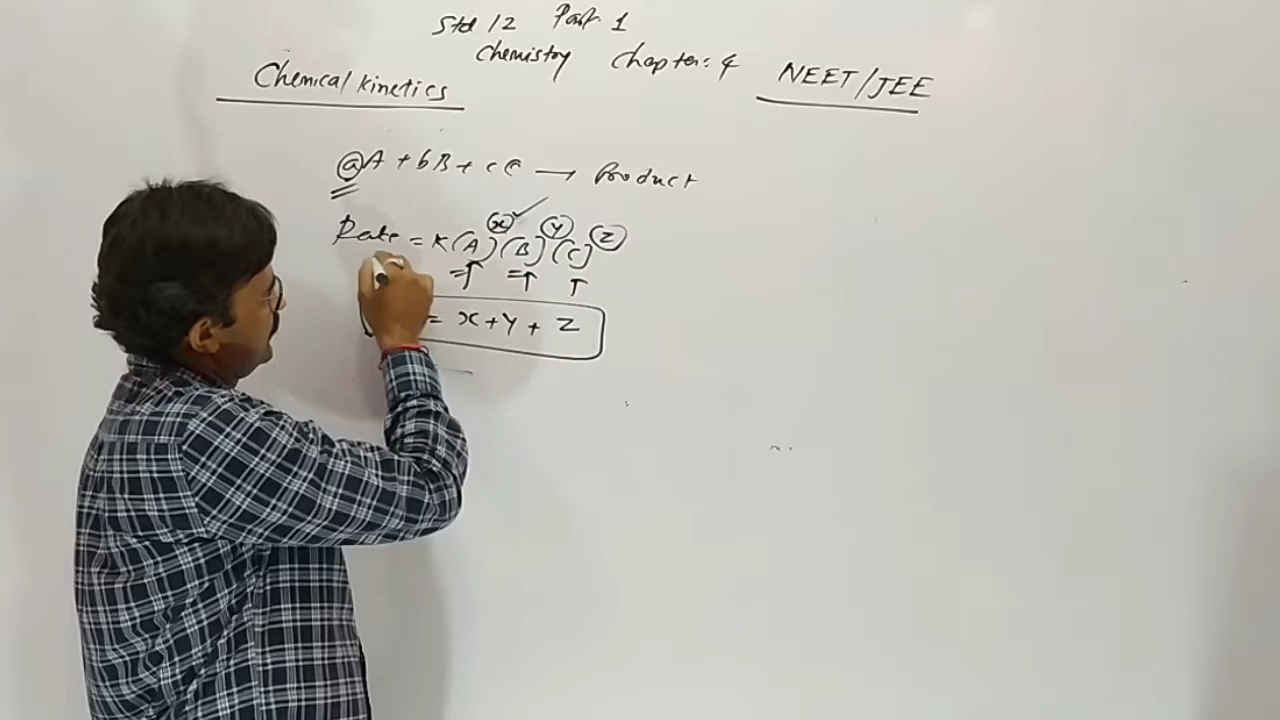 Std 12 Part 1
Chemistry Chapter: 4
Chemical kinetics
NEET/JEE
aA + bB + cC → Product
Rate = K (A)^x (B]^y (C]^z
= x + y + z